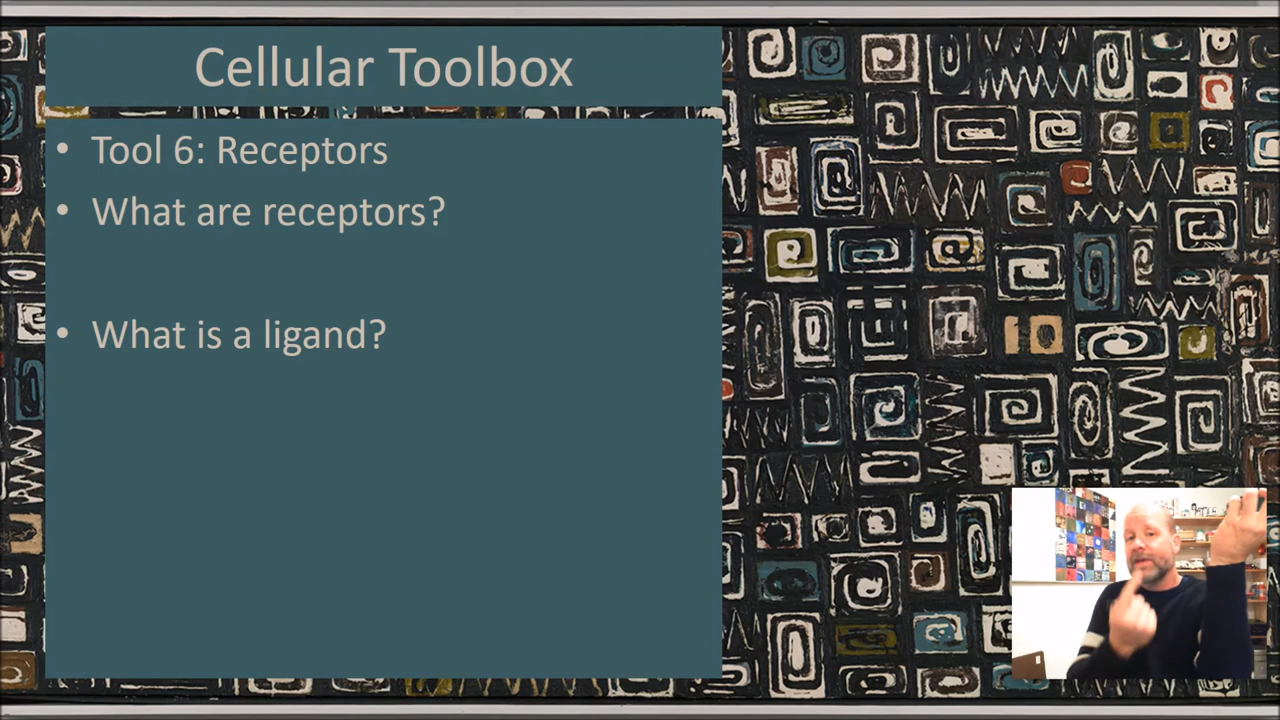 Cellular Toolbox
• Tool 6: Receptors
• What are receptors?
• What is a ligand?